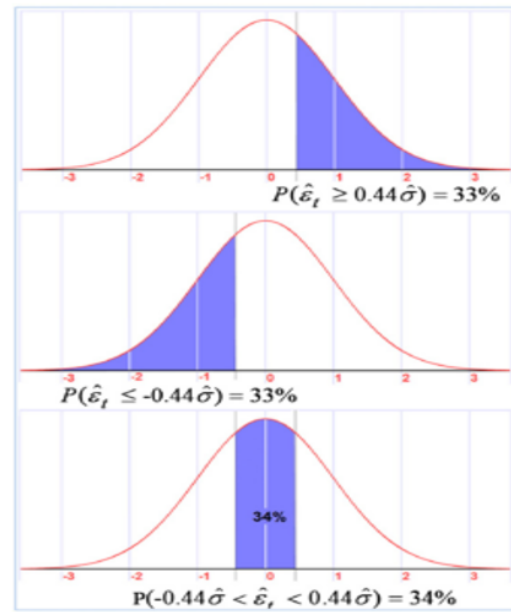 -3 -2 -1 0 1 2 3
P(ε̂ₜ ≥ 0.44σ̂) = 33%
-3 -2 -1 0 1 2 3
P(ε̂ₜ ≤ -0.44σ̂) = 33%
34%
-3 -2 -1 0 1 2 3
P(-0.44σ̂ < ε̂ₜ < 0.44σ̂) = 34%